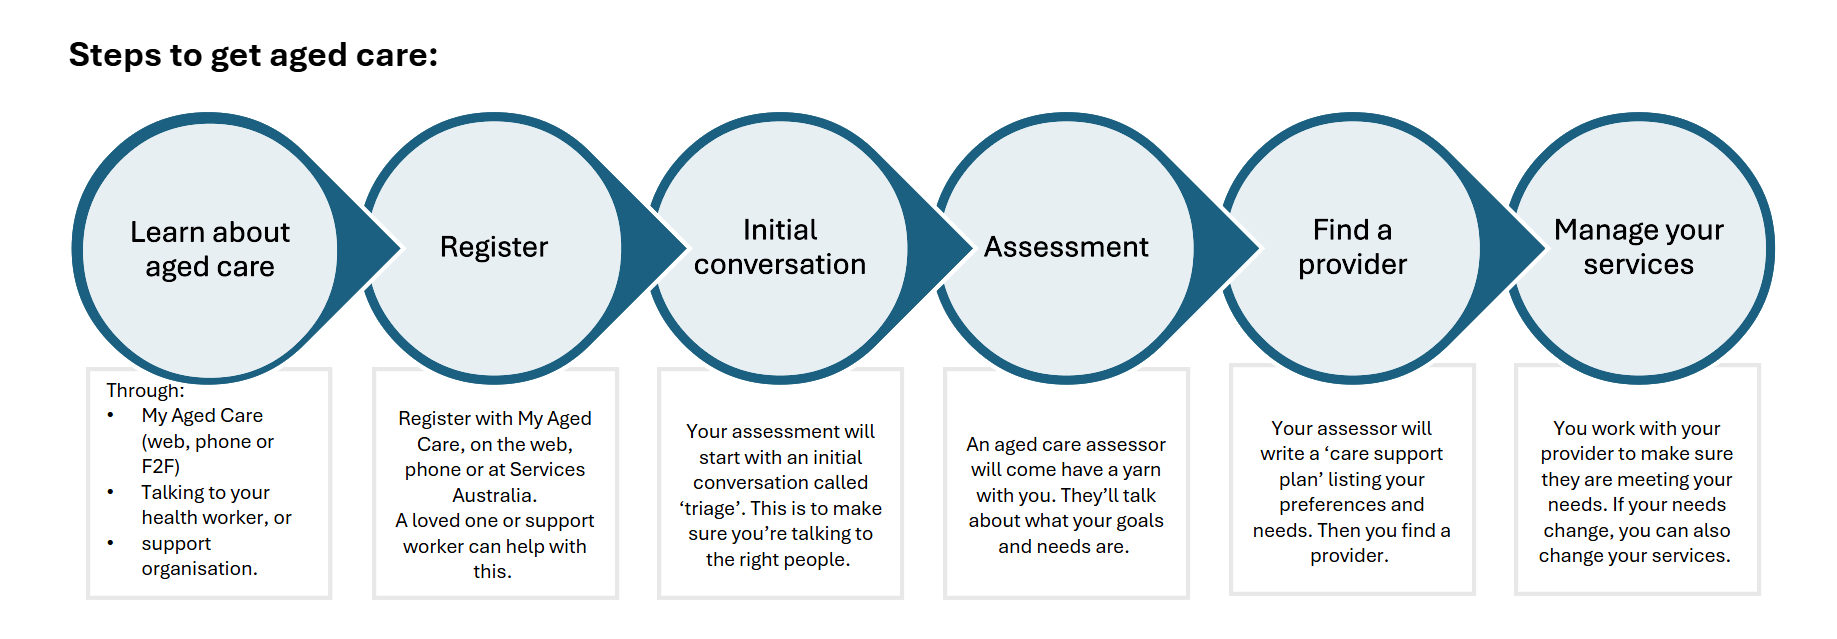 Steps to get aged care:
Learn about
aged care
Through:
• My Aged Care
(web, phone or
F2F)
• Talking to your
health worker, or
• support
organisation.
Register
Register with My Aged
Care, on the web,
phone or at Services
Australia.
A loved one or support
worker can help with
this.
Initial
conversation
Your assessment will
start with an initial
conversation called
‘triage’. This is to make
sure you’re talking to
the right people.
Assessment
An aged care assessor
will come have a yarn
with you. They’ll talk
about what your goals
and needs are.
Find a
provider
Your assessor will
write a ‘care support
plan’ listing your
preferences and
needs. Then you find a
provider.
Manage your
services
You work with your
provider to make sure
they are meeting your
needs. If your needs
change, you can also
change your services.